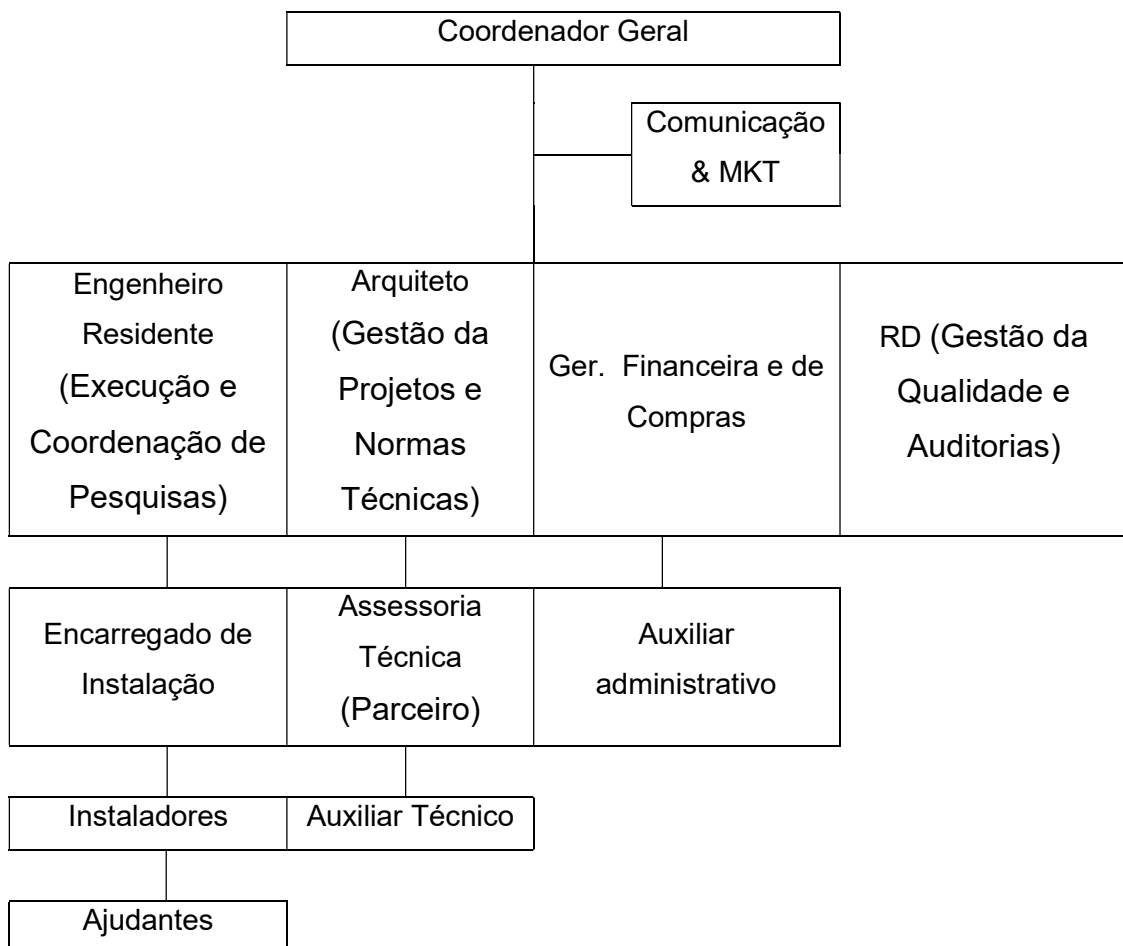 Coordenador Geral
Comunicação
& MKT
Engenheiro
Residente
(Execução e
Coordenação de
Pesquisas)
Arquiteto
(Gestão da
Projetos e
Normas
Técnicas)
Ger. Financeira e de
Compras
RD (Gestão da
Qualidade e
Auditorias)
Encarregado de
Instalação
Assessoria
Técnica
(Parceiro)
Auxiliar
administrativo
Instaladores
Auxiliar Técnico
Ajudantes